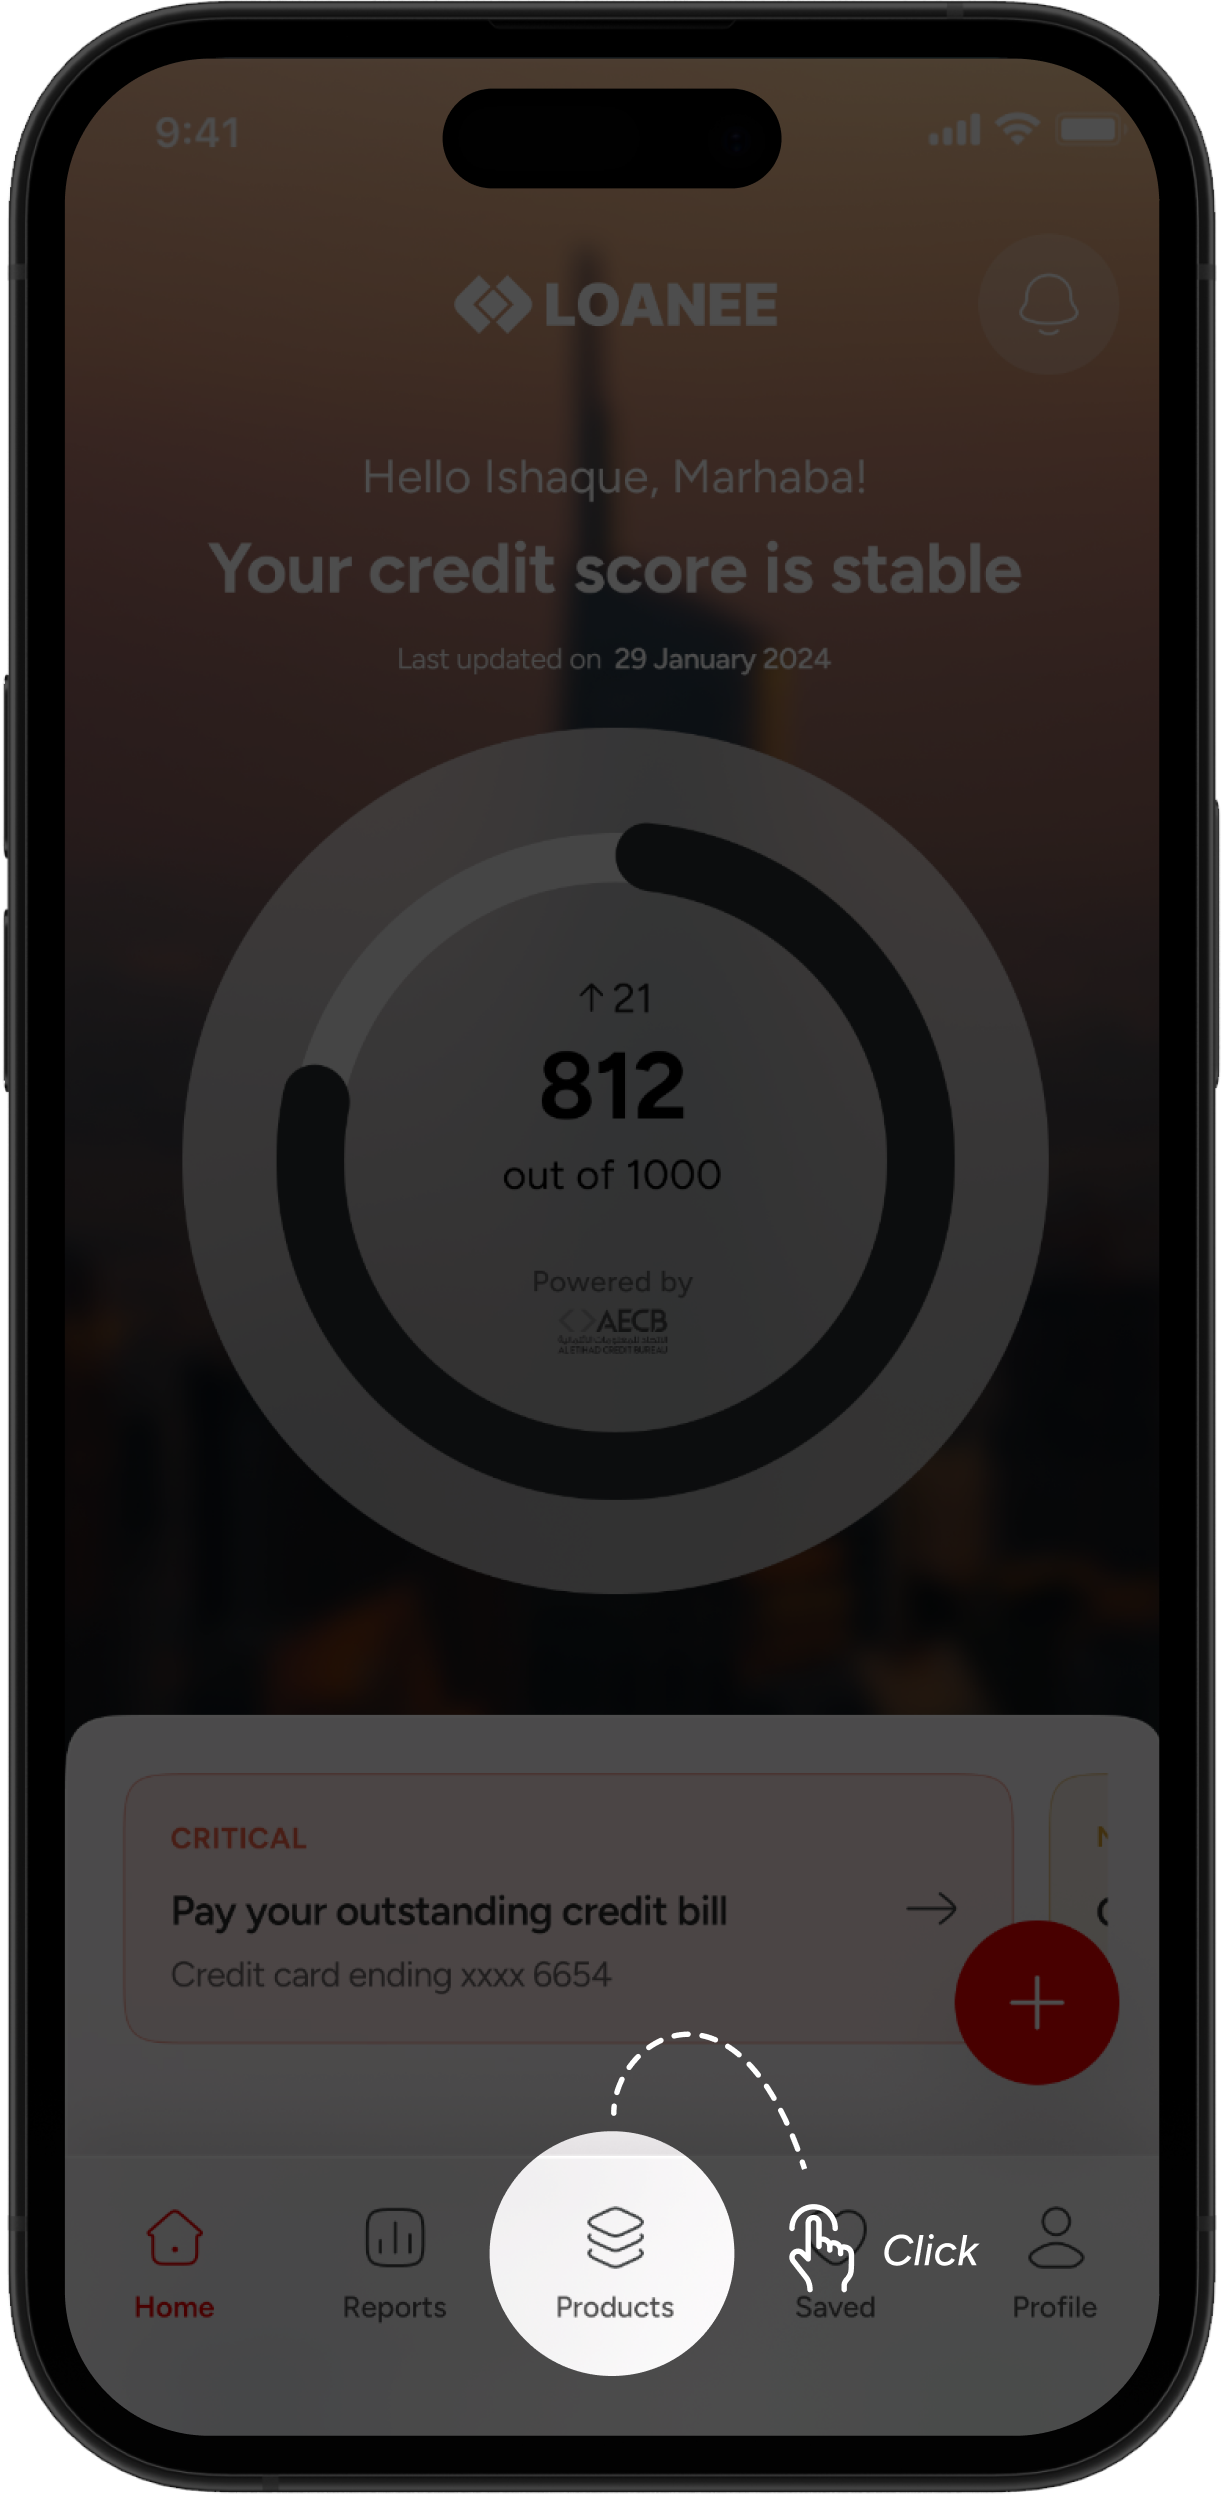 9:41
LOANEE
Hello Ishaque, Marhaba!
Your credit score is stable
Last updated on 29 January 2024
↑ 21
812
out of 1000
Powered by
AECB
AL ETIHAD CREDIT BUREAU
CRITICAL
Pay your outstanding credit bill
Credit card ending xxxx 6654
Click
Home
Reports
Products
Saved
Profile